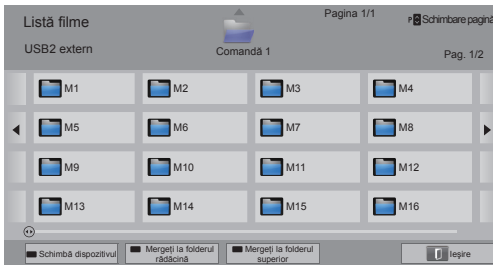 Listă filme
Pagina 1/1
P Schimbare pagină
USB2 extern
Comandă 1
Pag. 1/2
M1
M2
M3
M4
M5
M6
M7
M8
M9
M10
M11
M12
M13
M14
M15
M16
Schimbă dispozitivul
Mergeți la folderul
rădăcină
Mergeți la folderul
superior
Ieșire